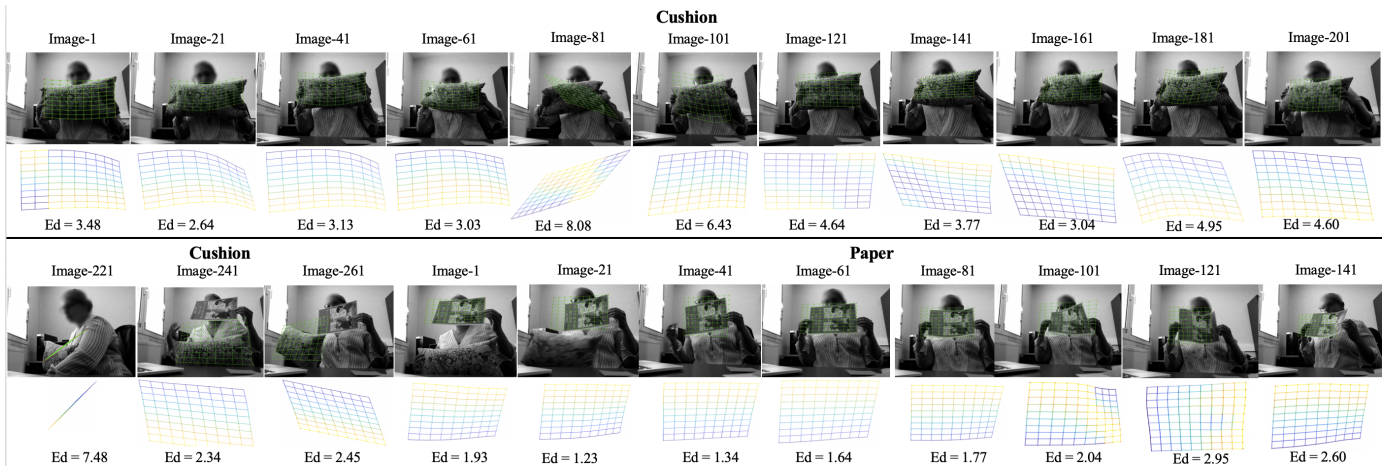 Cushion
Image-1 Image-21 Image-41 Image-61 Image-81 Image-101 Image-121 Image-141 Image-161 Image-181 Image-201
Ed = 3.48 Ed = 2.64 Ed = 3.13 Ed = 3.03 Ed = 8.08 Ed = 6.43 Ed = 4.64 Ed = 3.77 Ed = 3.04 Ed = 4.95 Ed = 4.60
Cushion Paper
Image-221 Image-241 Image-261 Image-1 Image-21 Image-41 Image-61 Image-81 Image-101 Image-121 Image-141
Ed = 7.48 Ed = 2.34 Ed = 2.45 Ed = 1.93 Ed = 1.23 Ed = 1.34 Ed = 1.64 Ed = 1.77 Ed = 2.04 Ed = 2.95 Ed = 2.60